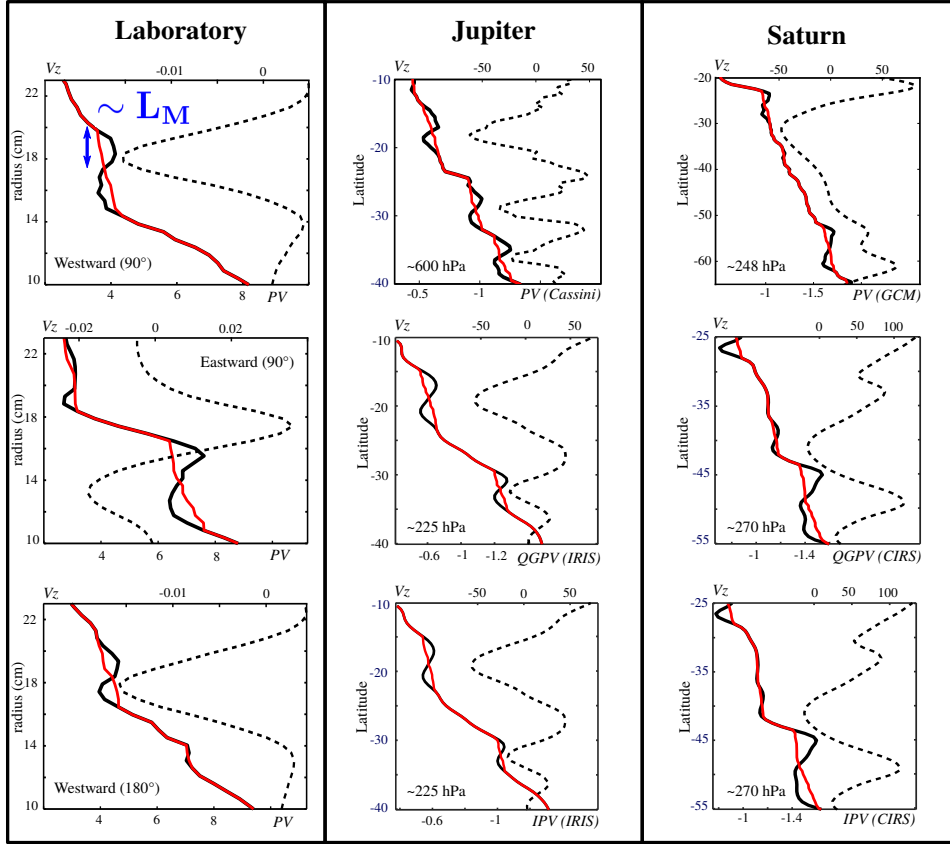 Laboratory
Jupiter
Saturn
Vz -0.01 0
22
18
14
10
radius (cm)
~ L_M
Westward (90°)
4 6 8 PV
Vz -50 0 50
-10
-20
-30
-40
Latitude
~600 hPa
-0.5 -1 PV (Cassini)
Vz -50 0 50
-20
-30
-40
-50
-60
Latitude
~248 hPa
-1 -1.5 PV (GCM)
Vz -0.02 0 0.02
22
18
14
10
radius (cm)
Eastward (90°)
2 4 6 8 PV
Vz -50 0 50
-10
-20
-30
-40
Latitude
~225 hPa
-0.6 -1 -1.2 QGPV (IRIS)
Vz 0 50 100
-25
-35
-45
-55
Latitude
~270 hPa
-1 -1.4 QGPV (CIRS)
Vz -0.01 0
22
18
14
10
radius (cm)
Westward (180°)
4 6 8 PV
Vz -50 0 50
-10
-20
-30
-40
Latitude
~225 hPa
-0.6 -1 IPV (IRIS)
Vz 0 50 100
-25
-35
-45
-55
Latitude
~270 hPa
-1 -1.4 IPV (CIRS)